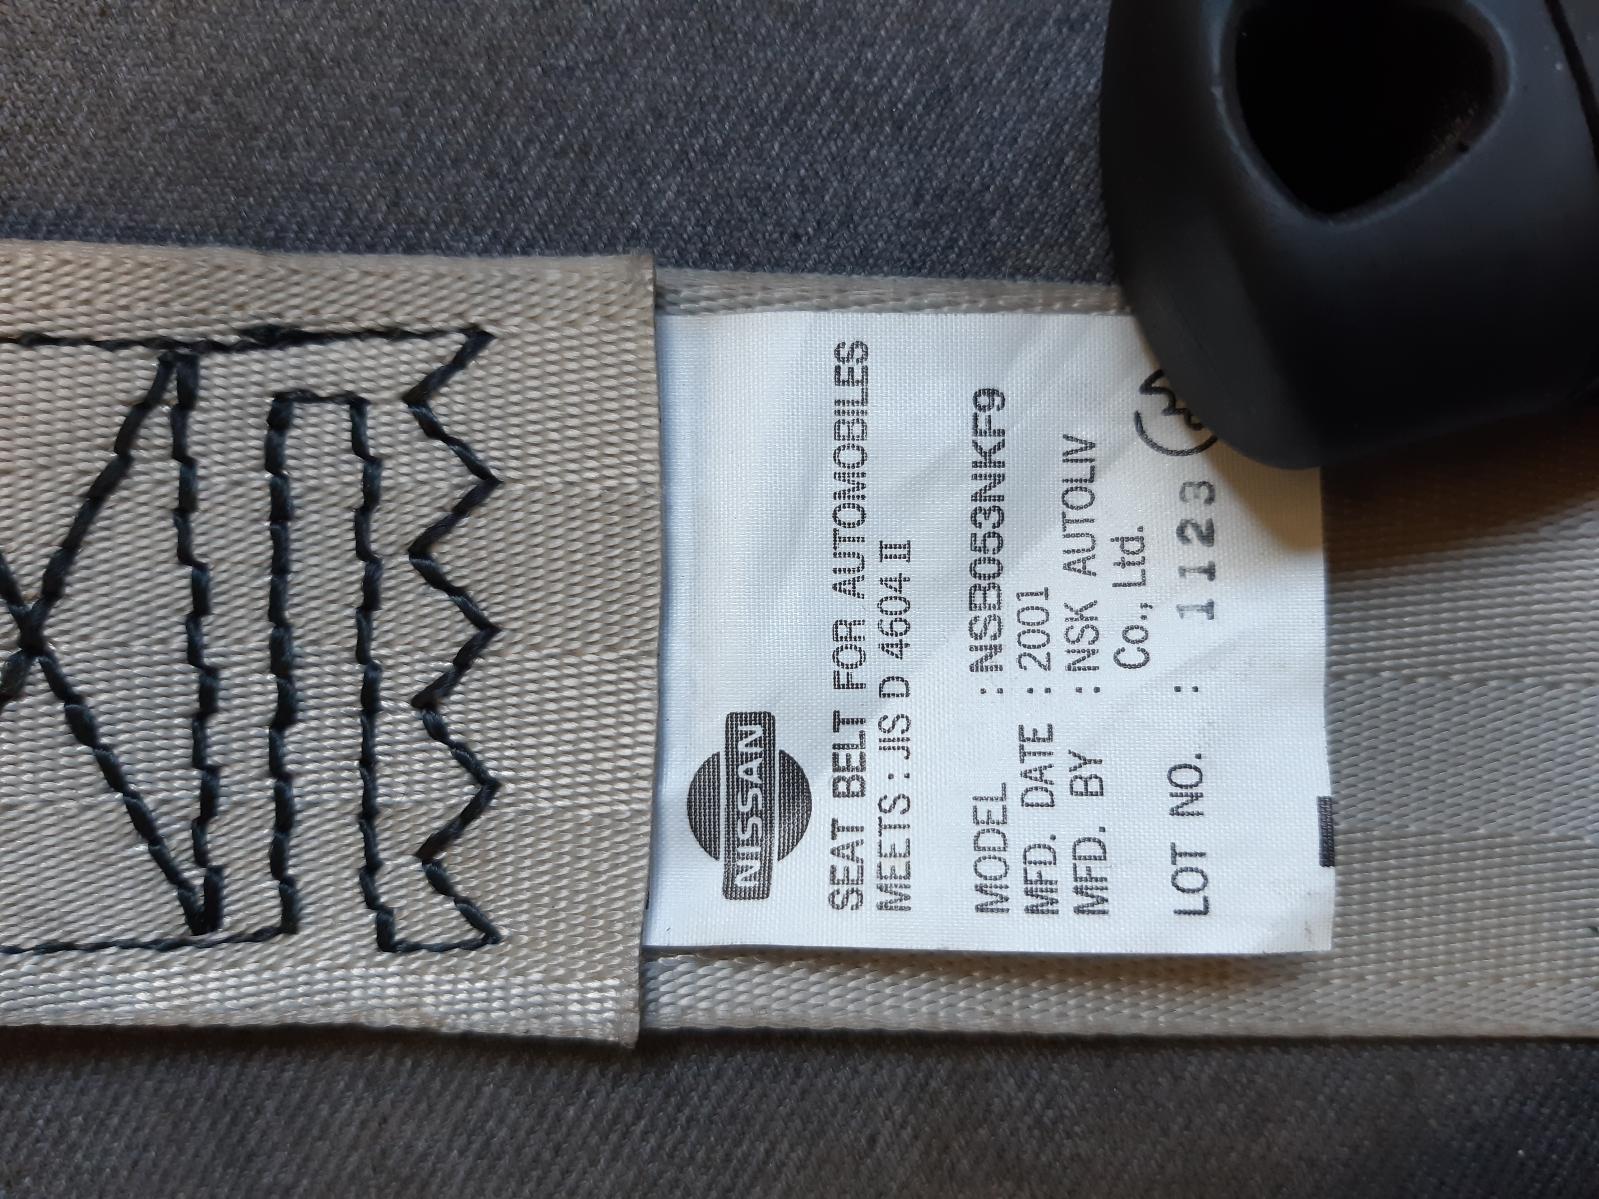 NISSAN
SEAT BELT FOR AUTOMOBILES
MEETS : JIS D 4604 III
MODEL : NSB053NKF9
MFD. DATE : 2001
MFD. BY : NSK AUTOLIV
Co., Ltd.
LOT NO. : 1123